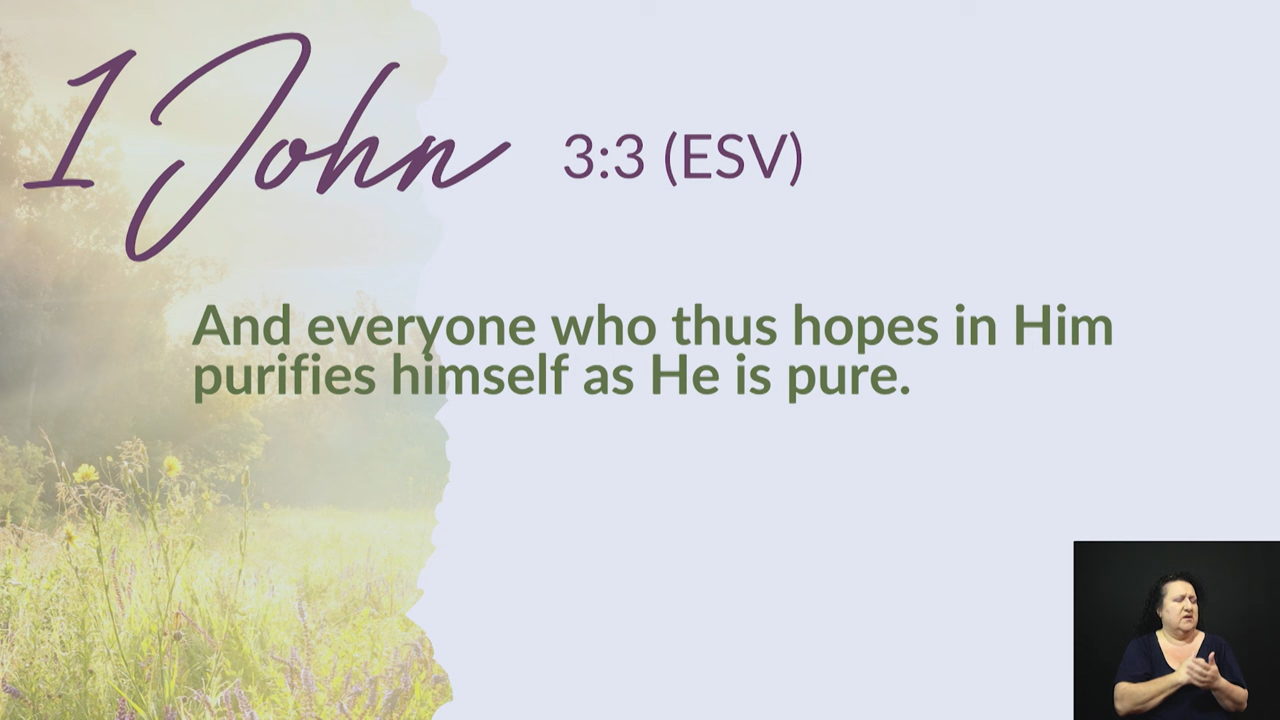 1 John 3:3 (ESV)
And everyone who thus hopes in Him
purifies himself as He is pure.